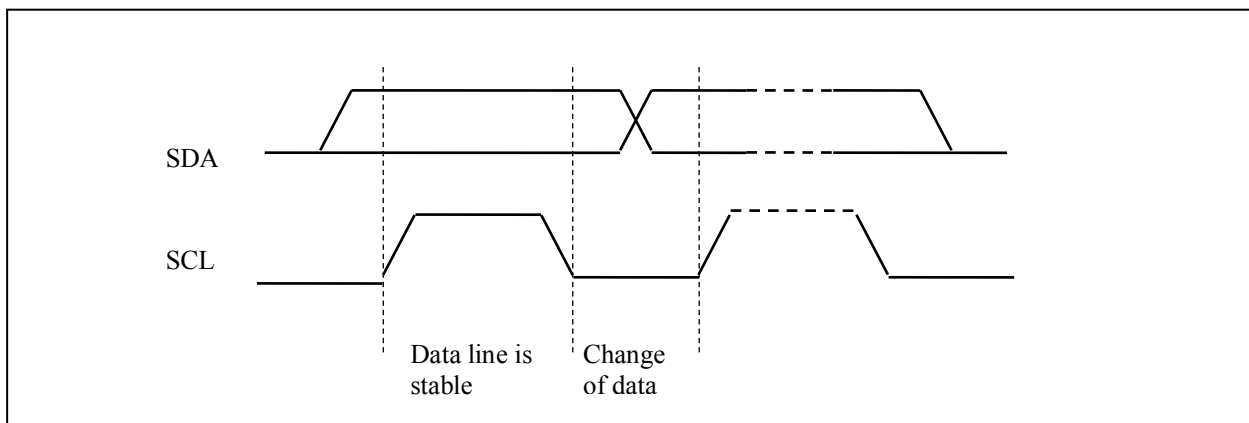 SDA
SCL
Data line is
stable
Change
of data